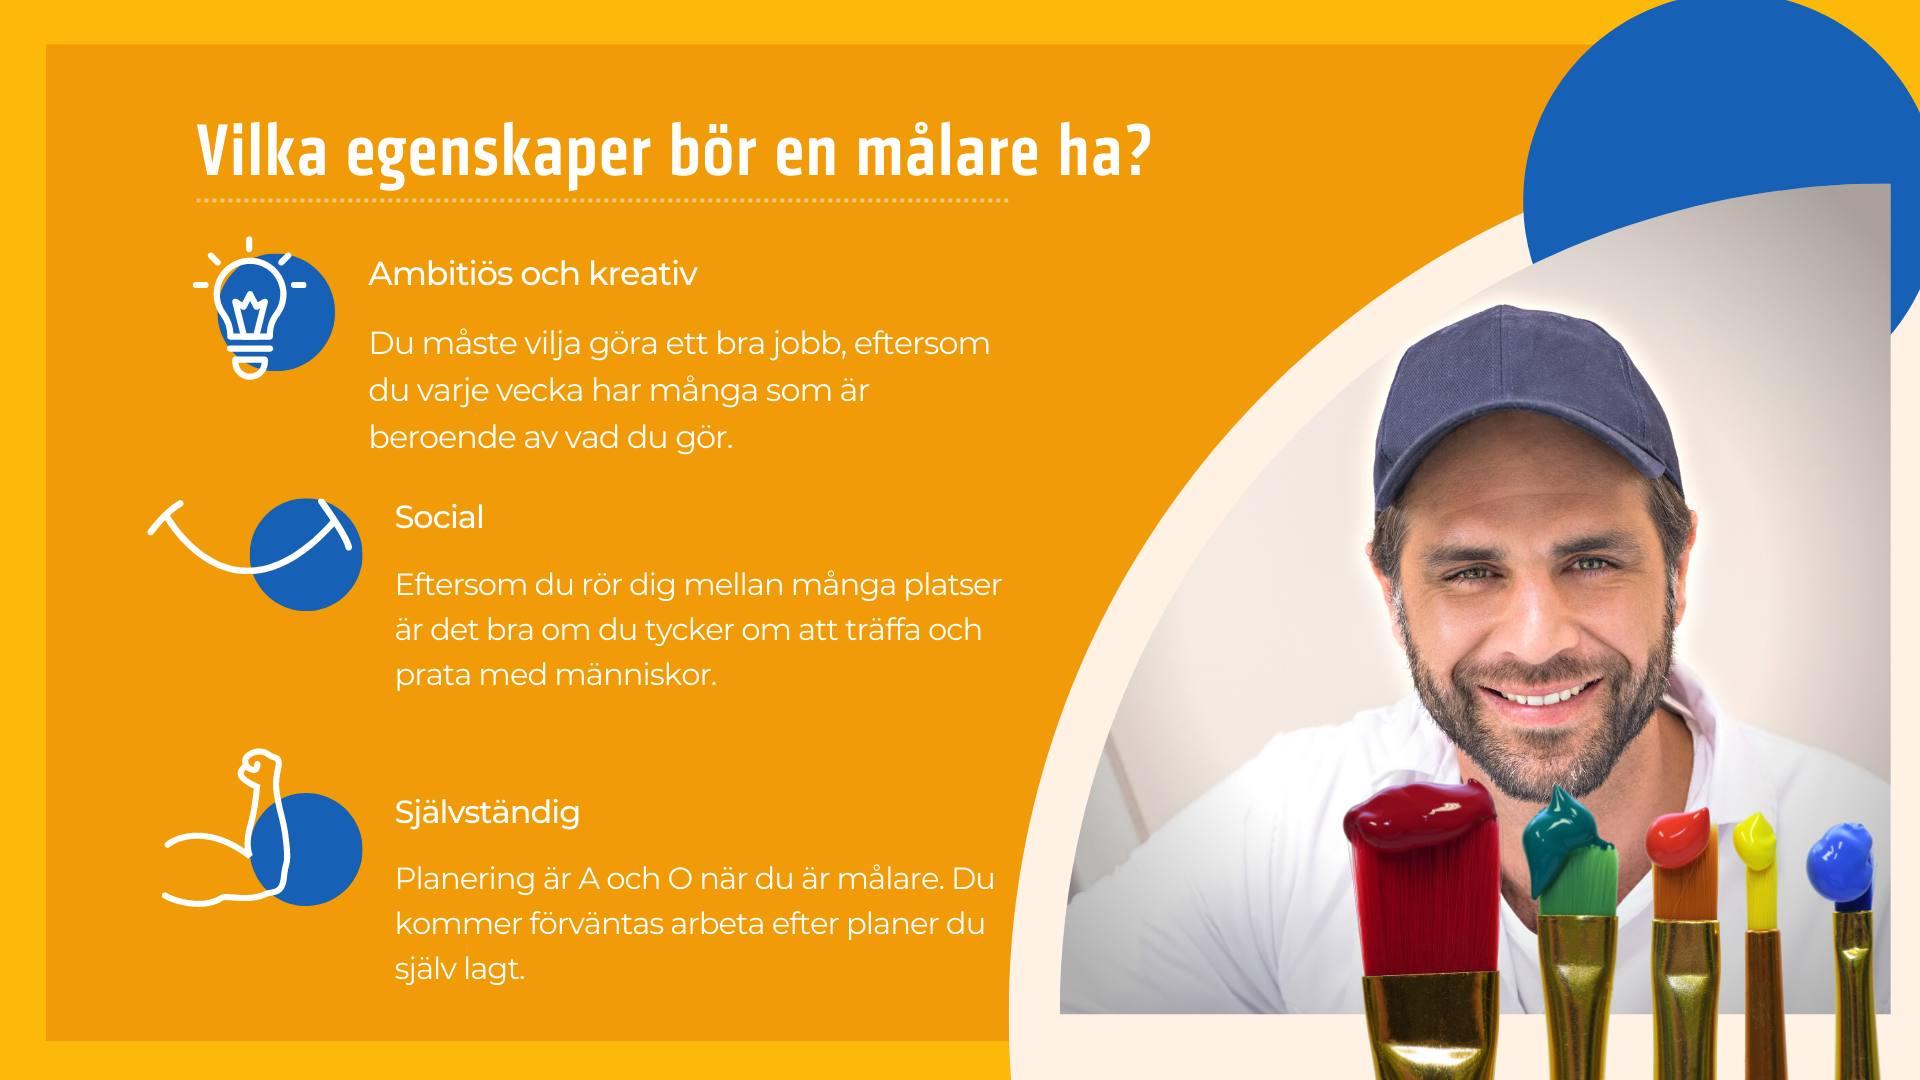 Vilka egenskaper bör en målare ha?
Ambitiös och kreativ
Du måste vilja göra ett bra jobb, eftersom
du varje vecka har många som är
beroende av vad du gör.
Social
Eftersom du rör dig mellan många platser
är det bra om du tycker om att träffa och
prata med människor.
Självständig
Planering är A och O när du är målare. Du
kommer förväntas arbeta efter planer du
själv lagt.